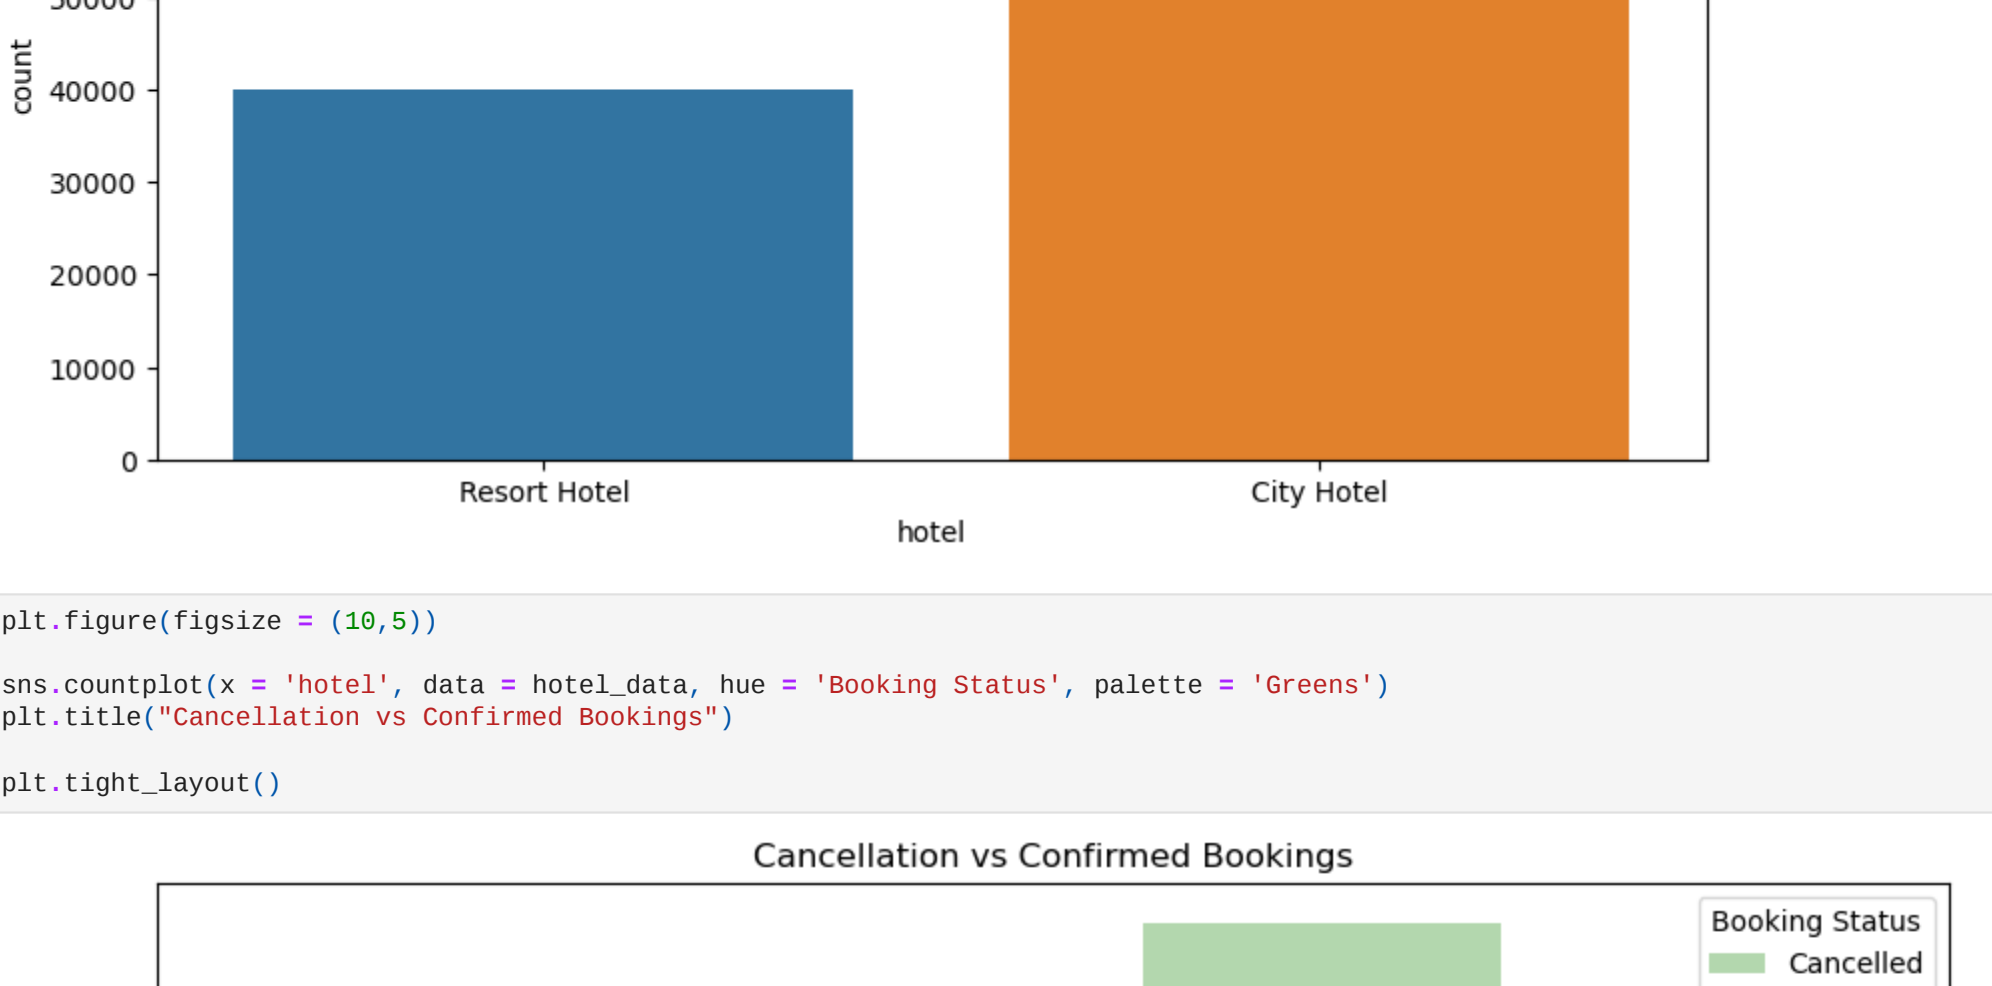 50000
count
40000
30000
20000
10000
0
Resort Hotel City Hotel
hotel
plt.figure(figsize = (10,5))
sns.countplot(x = 'hotel', data = hotel_data, hue = 'Booking Status', palette = 'Greens')
plt.title("Cancellation vs Confirmed Bookings")
plt.tight_layout()
Cancellation vs Confirmed Bookings
Booking Status
Cancelled